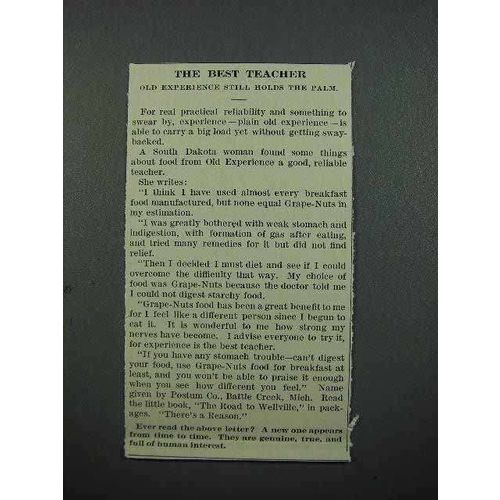 THE BEST TEACHER
OLD EXPERIENCE STILL HOLDS THE PALM.
For real practical reliability and something to
swear by, experience—plain old experience—is
able to carry a big load yet without getting sway-
backed.
A South Dakota woman found some things
about food from Old Experience a good, reliable
teacher.
She writes:
"I think I have used almost every breakfast
food manufactured, but none equal Grape-Nuts in
my estimation.
"I was greatly bothered with weak stomach and
indigestion, with formation of gas after eating,
and tried many remedies for it but did not find
relief.
"Then I decided I must diet and see if I could
overcome the difficulty that way. My choice of
food was Grape-Nuts because the doctor told me
I could not digest starchy food.
"Grape-Nuts food has been a great benefit to me
for I feel like a different person since I begun to
eat it. It is wonderful to me how strong my
nerves have become. I advise everyone to try it,
for experience is the best teacher.
"If you have any stomach trouble—can't digest
your food, use Grape-Nuts food for breakfast at
least, and you won't be able to praise it enough
when you see how different you feel." Name
given by Postum Co., Battle Creek, Mich. Read
the little book, "The Road to Wellville," in pack-
ages. "There's a Reason."
Ever read the above letter? A new one appears
from time to time. They are genuine, true, and
full of human interest.